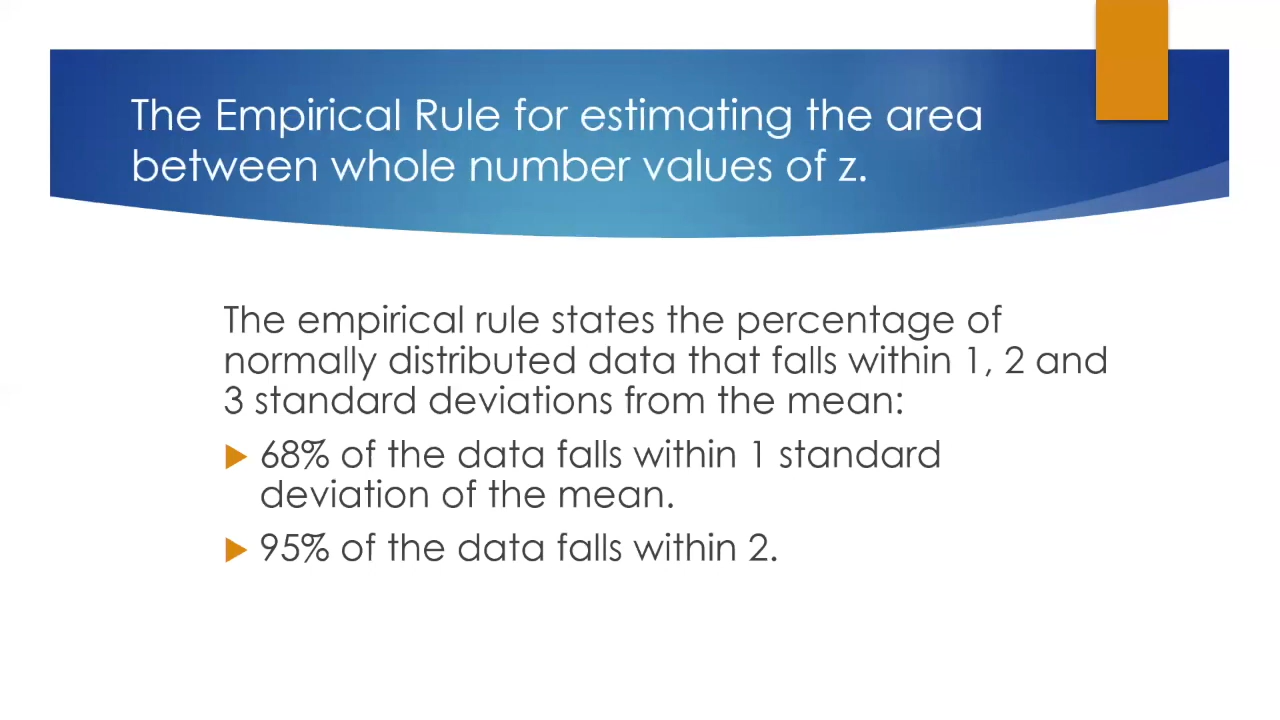 The Empirical Rule for estimating the area
between whole number values of z.
The empirical rule states the percentage of
normally distributed data that falls within 1, 2 and
3 standard deviations from the mean:
68% of the data falls within 1 standard
deviation of the mean.
95% of the data falls within 2.